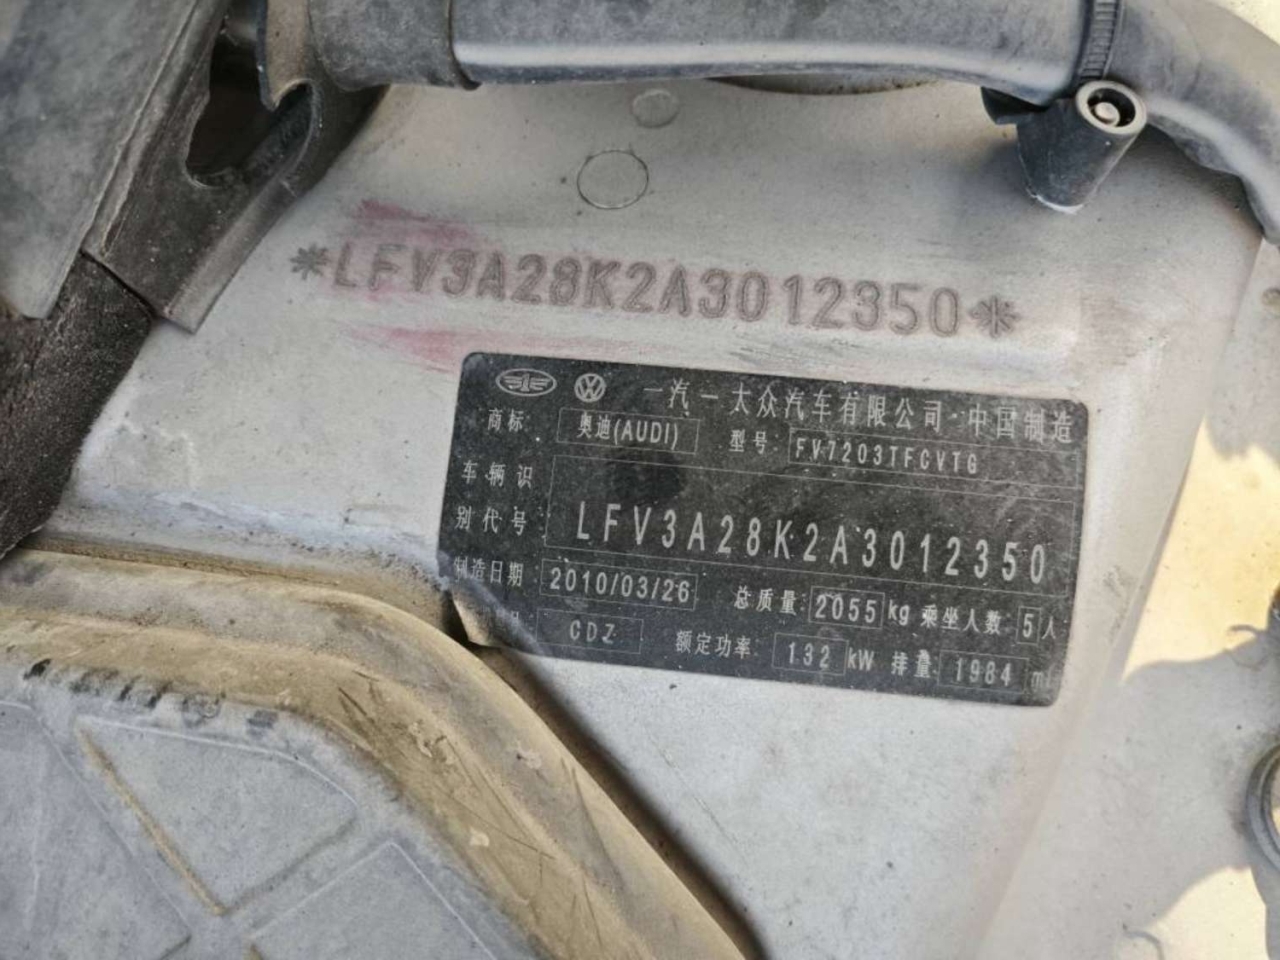 *LFV3A28K2A3012350*
一汽一大众汽车有限公司·中国制造
商标: 奥迪(AUDI) 型号: FV7203TFCVTG
车辆识
别代号: LFV3A28K2A3012350
制造日期: 2010/03/26 总质量: 2055 kg 乘坐人数: 5 人
CDZ 额定功率: 132 kW 排量: 1984 ml